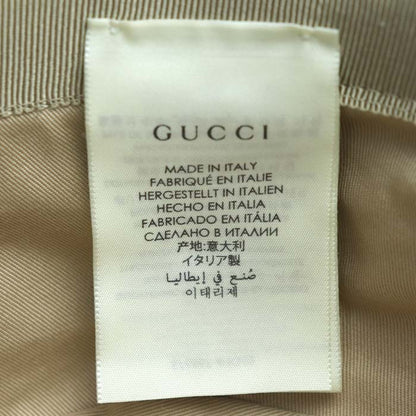 GUCCI
MADE IN ITALY
FABRIQUÉ EN ITALIE
HERGESTELLT IN ITALIEN
HECHO EN ITALIA
FABRICADO EM ITÁLIA
СДЕЛАНО В ИТАЛИИ
产地:意大利
イタリア製
صُنع في إيطاليا
이태리제